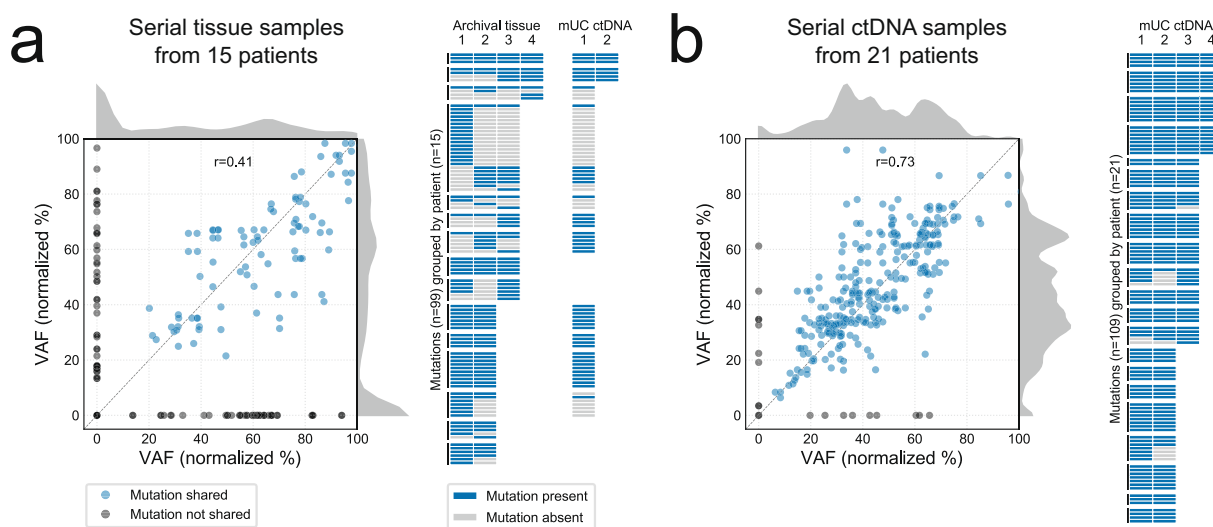 a
Serial tissue samples
from 15 patients
r=0.41
100
80
60
40
20
0
VAF (normalized %)
0 20 40 60 80 100
VAF (normalized %)
Mutation shared
Mutation not shared
Archival tissue
1 2 3 4
mUC ctDNA
1 2
Mutations (n=99) grouped by patient (n=15)
Mutation present
Mutation absent
b
Serial ctDNA samples
from 21 patients
r=0.73
100
80
60
40
20
0
VAF (normalized %)
0 20 40 60 80 100
VAF (normalized %)
mUC ctDNA
1 2 3 4
Mutations (n=109) grouped by patient (n=21)